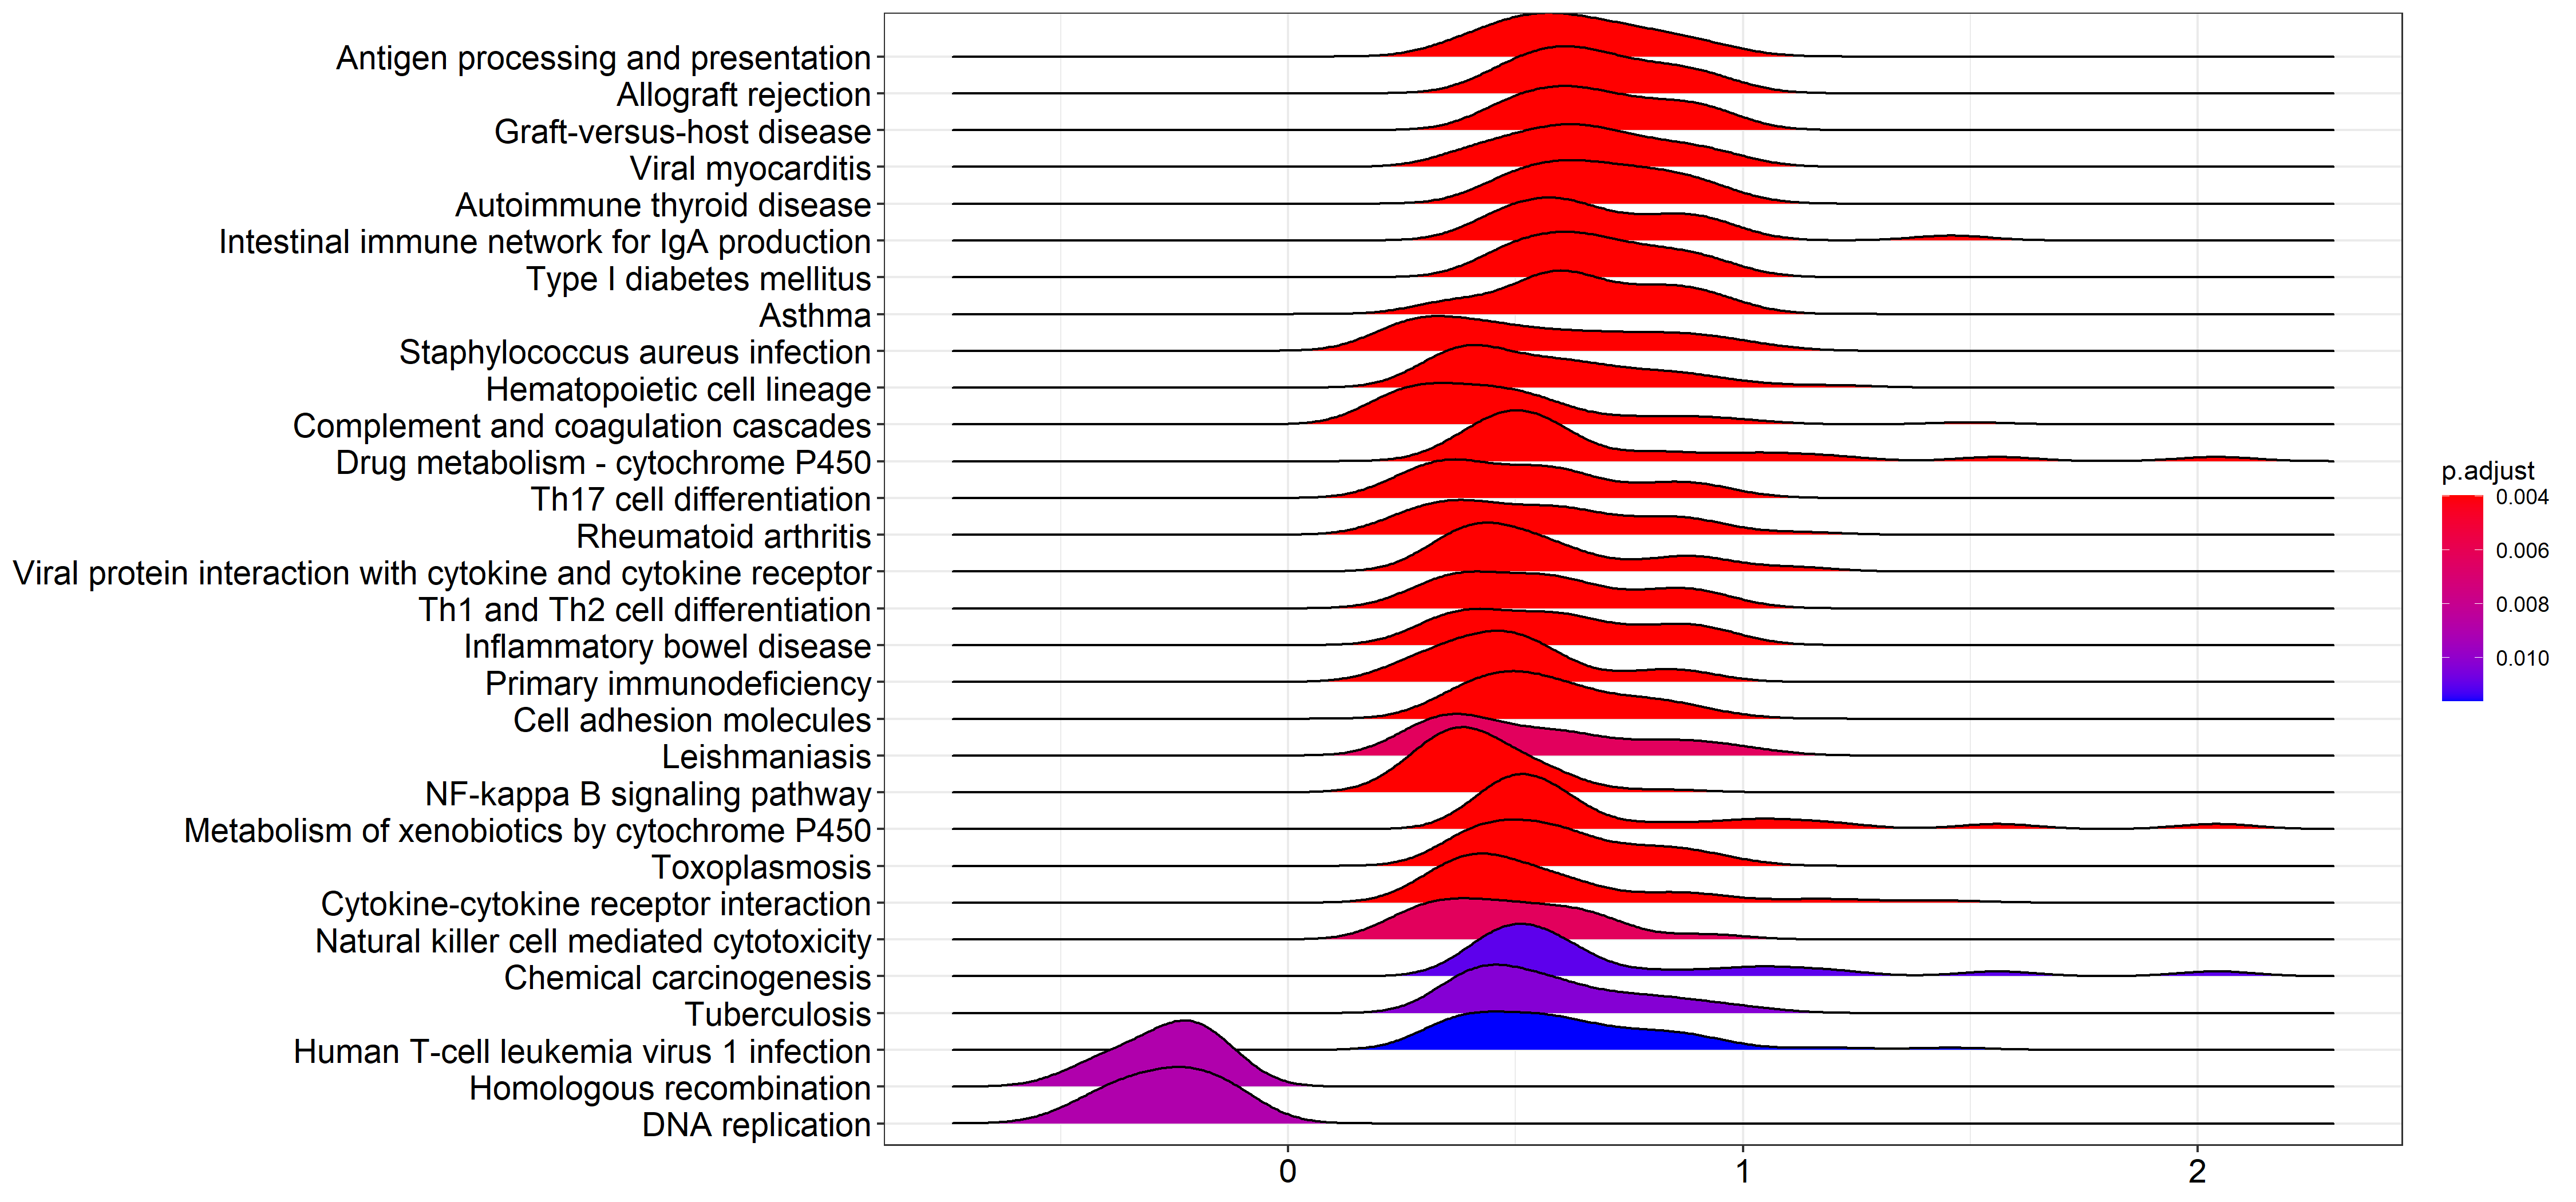 Antigen processing and presentation
Allograft rejection
Graft-versus-host disease
Viral myocarditis
Autoimmune thyroid disease
Intestinal immune network for IgA production
Type I diabetes mellitus
Asthma
Staphylococcus aureus infection
Hematopoietic cell lineage
Complement and coagulation cascades
Drug metabolism - cytochrome P450
Th17 cell differentiation
Rheumatoid arthritis
Viral protein interaction with cytokine and cytokine receptor
Th1 and Th2 cell differentiation
Inflammatory bowel disease
Primary immunodeficiency
Cell adhesion molecules
Leishmaniasis
NF-kappa B signaling pathway
Metabolism of xenobiotics by cytochrome P450
Toxoplasmosis
Cytokine-cytokine receptor interaction
Natural killer cell mediated cytotoxicity
Chemical carcinogenesis
Tuberculosis
Human T-cell leukemia virus 1 infection
Homologous recombination
DNA replication
0 1 2
p.adjust
0.004
0.006
0.008
0.010